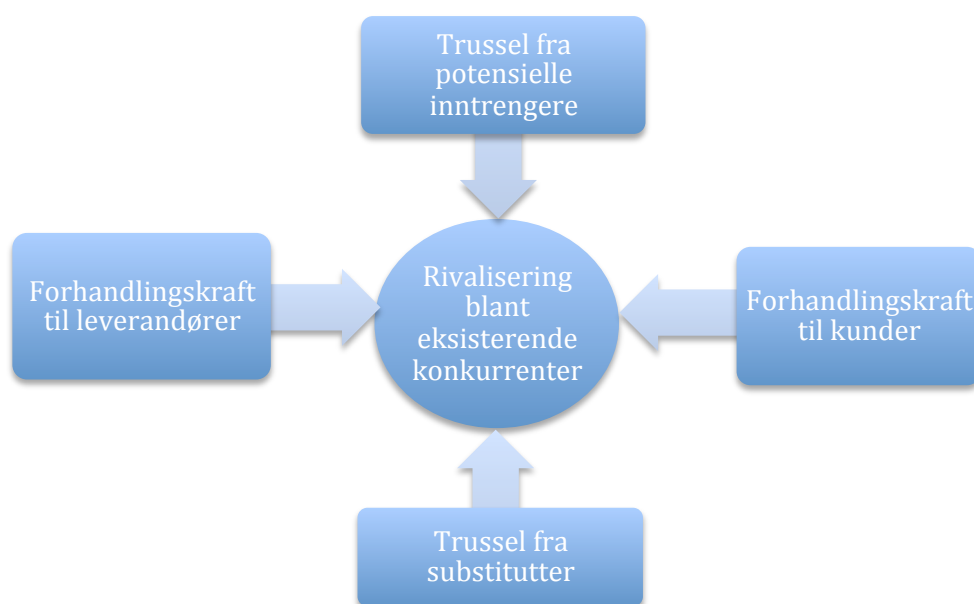 Trussel fra
potensielle
inntrengere
Forhandlingskraft
til leverandører
Rivalisering
blant
eksisterende
konkurrenter
Forhandlingskraft
til kunder
Trussel fra
substitutter